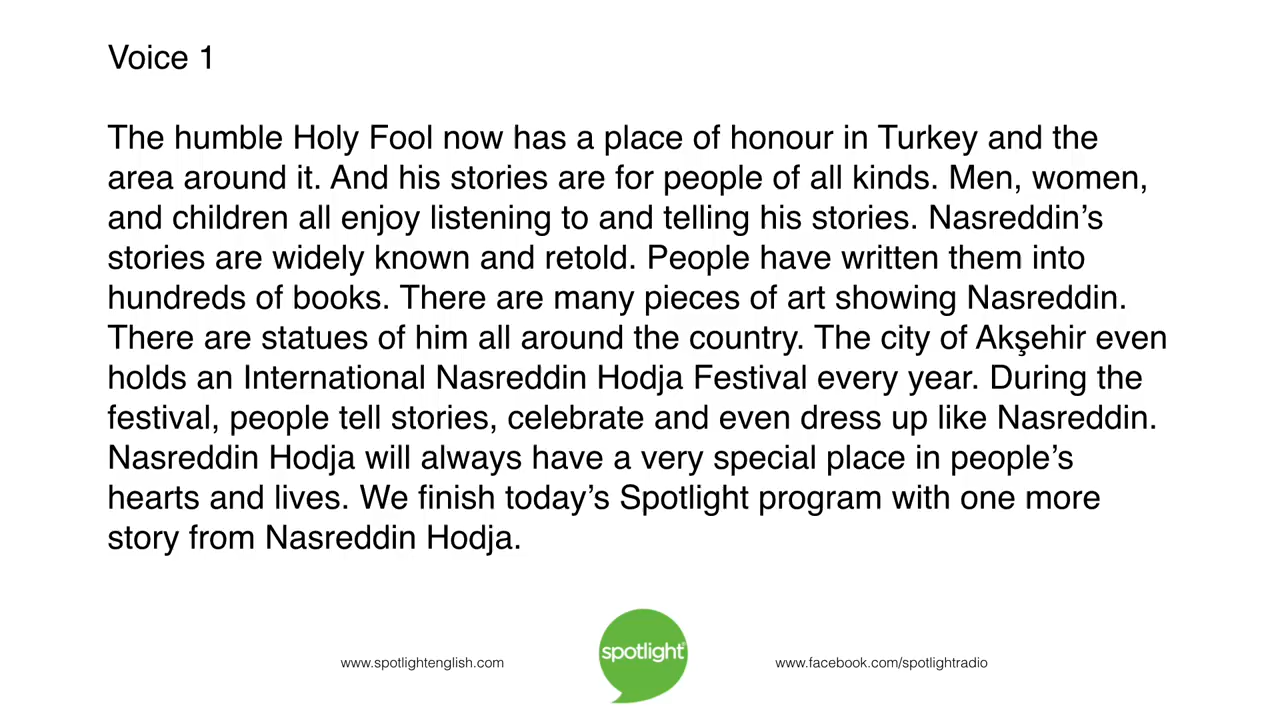 Voice 1
The humble Holy Fool now has a place of honour in Turkey and the
area around it. And his stories are for people of all kinds. Men, women,
and children all enjoy listening to and telling his stories. Nasreddin’s
stories are widely known and retold. People have written them into
hundreds of books. There are many pieces of art showing Nasreddin.
There are statues of him all around the country. The city of Akşehir even
holds an International Nasreddin Hodja Festival every year. During the
festival, people tell stories, celebrate and even dress up like Nasreddin.
Nasreddin Hodja will always have a very special place in people’s
hearts and lives. We finish today’s Spotlight program with one more
story from Nasreddin Hodja.
www.spotlightenglish.com
spotlight®
www.facebook.com/spotlightradio